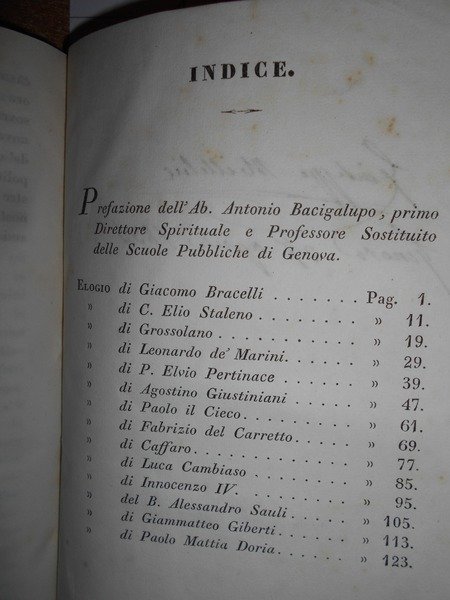 INDICE.
Prefazione dell'Ab. Antonio Bacigalupo, primo
Direttore Spirituale e Professore Sostituito
delle Scuole Pubbliche di Genova.
Elogio di Giacomo Bracelli . . . . . . . Pag. 1.
» di C. Elio Staleno . . . . . . . . » 11.
» di Grossolano . . . . . . . . . . » 19.
» di Leonardo de' Marini. . . . . . . » 29.
» di P. Elvio Pertinace . . . . . . . » 39.
» di Agostino Giustiniani . . . . . . » 47.
» di Paolo il Cieco. . . . . . . . . » 61.
» di Fabrizio del Carretto. . . . . . » 69.
» di Caffaro. . . . . . . . . . . . » 77.
» di Luca Cambiaso . . . . . . . . . » 85.
» di Innocenzo IV. . . . . . . . . . » 95.
» del B. Alessandro Sauli . . . . . . » 105.
» di Giammatteo Giberti. . . . . . . » 113.
» di Paolo Mattia Doria . . . . . . . » 123.